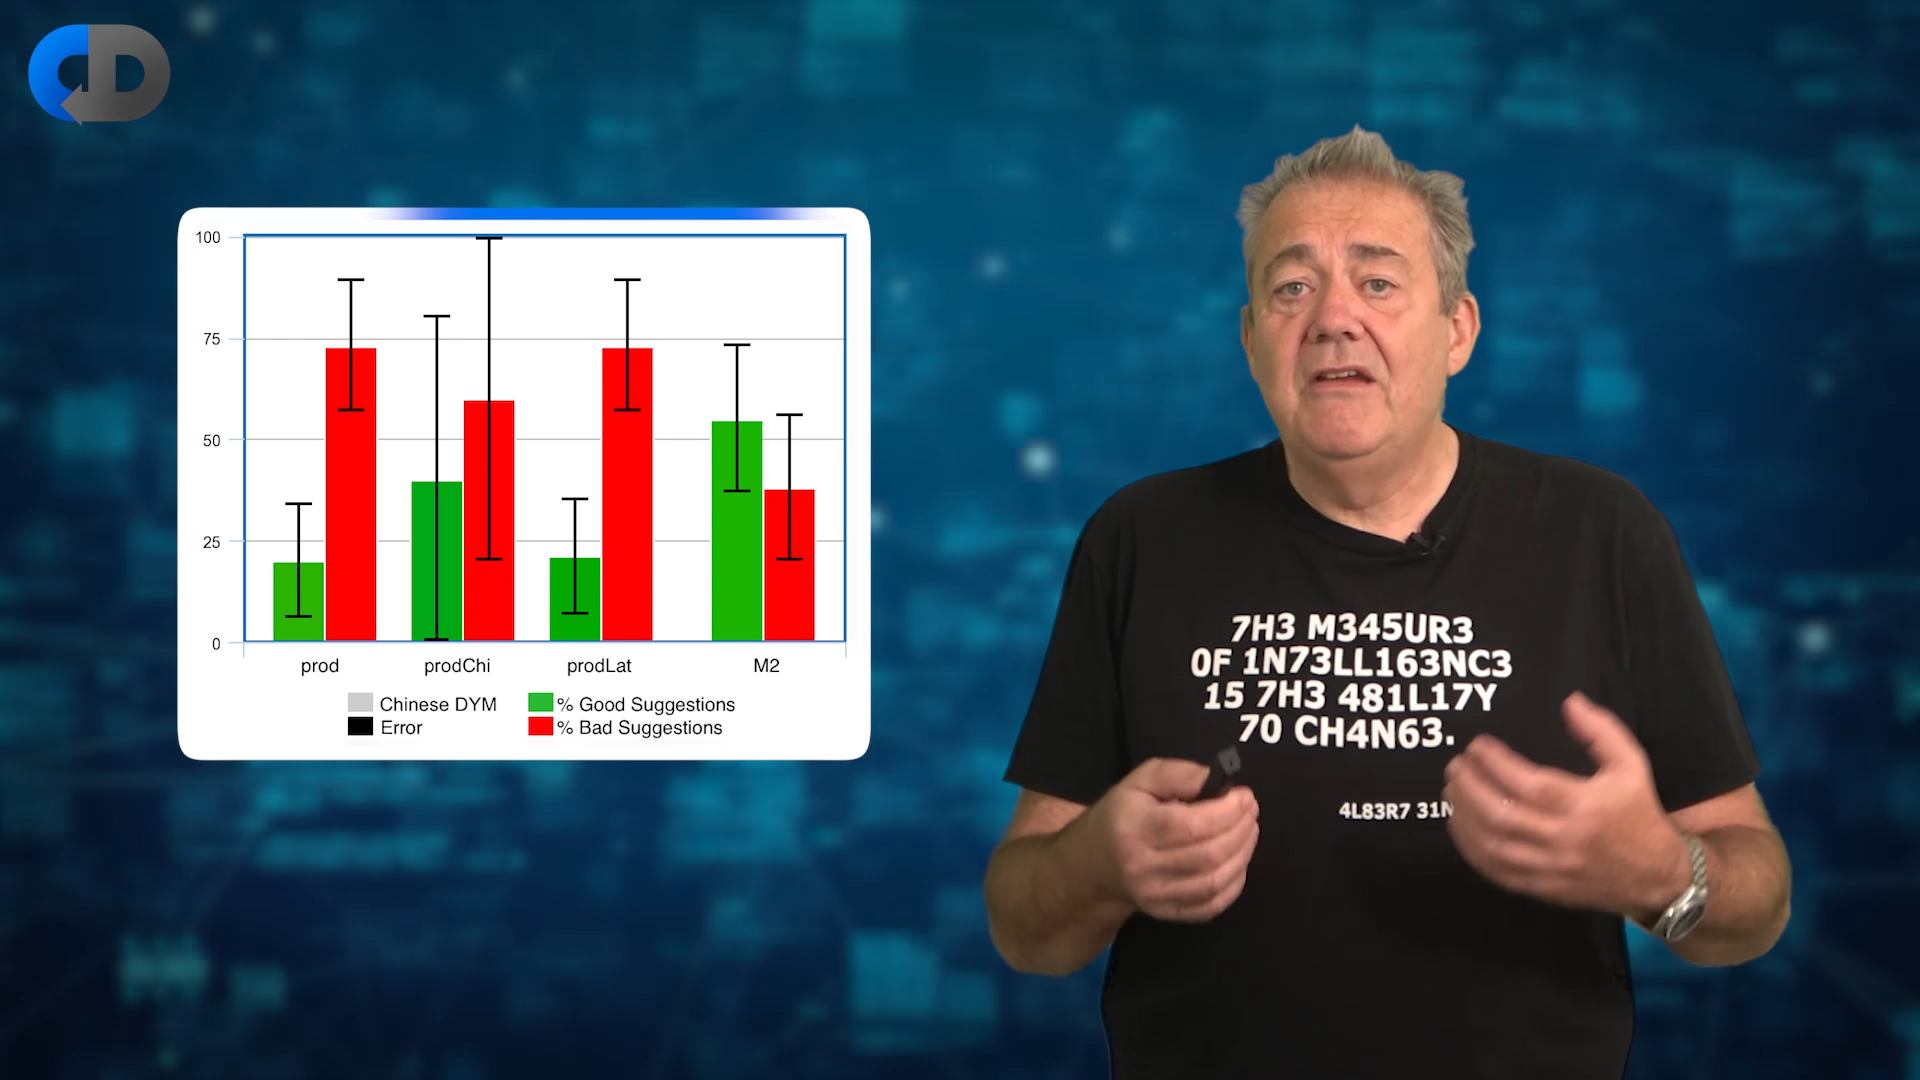 CD
100
75
50
25
0
prod prodChi prodLat M2
Chinese DYM % Good Suggestions
Error % Bad Suggestions
7H3 M345UR3
0F 1N73LL163NC3
15 7H3 481L17Y
70 CH4N63.
4L83R7